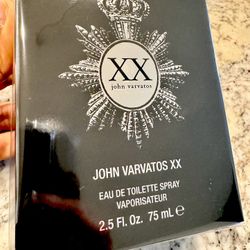 XX
john varvatos
JOHN VARVATOS XX
EAU DE TOILETTE SPRAY
VAPORISATEUR
2.5 Fl. Oz. 75 mL e